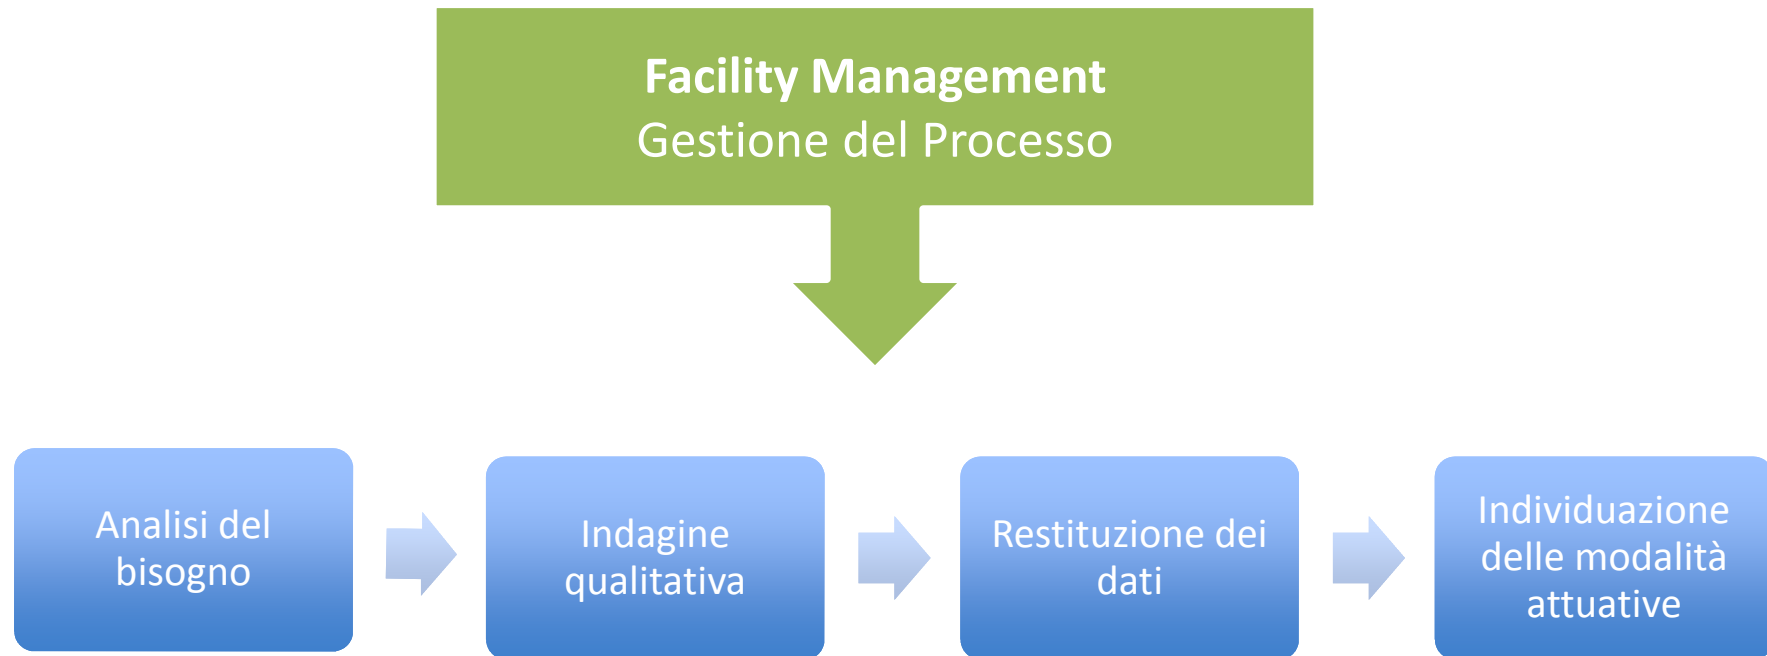 Facility Management
Gestione del Processo
Analisi del
bisogno
Indagine
qualitativa
Restituzione dei
dati
Individuazione
delle modalità
attuative